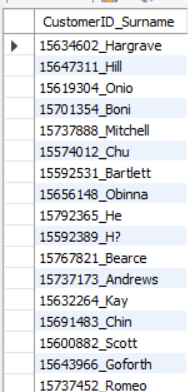 CustomerID_Surname
15634602_Hargrave
15647311_Hill
15619304_Onio
15701354_Boni
15737888_Mitchell
15574012_Chu
15592531_Bartlett
15656148_Obinna
15792365_He
15592389_H?
15767821_Bearce
15737173_Andrews
15632264_Kay
15691483_Chin
15600882_Scott
15643966_Goforth
15737452_Romeo